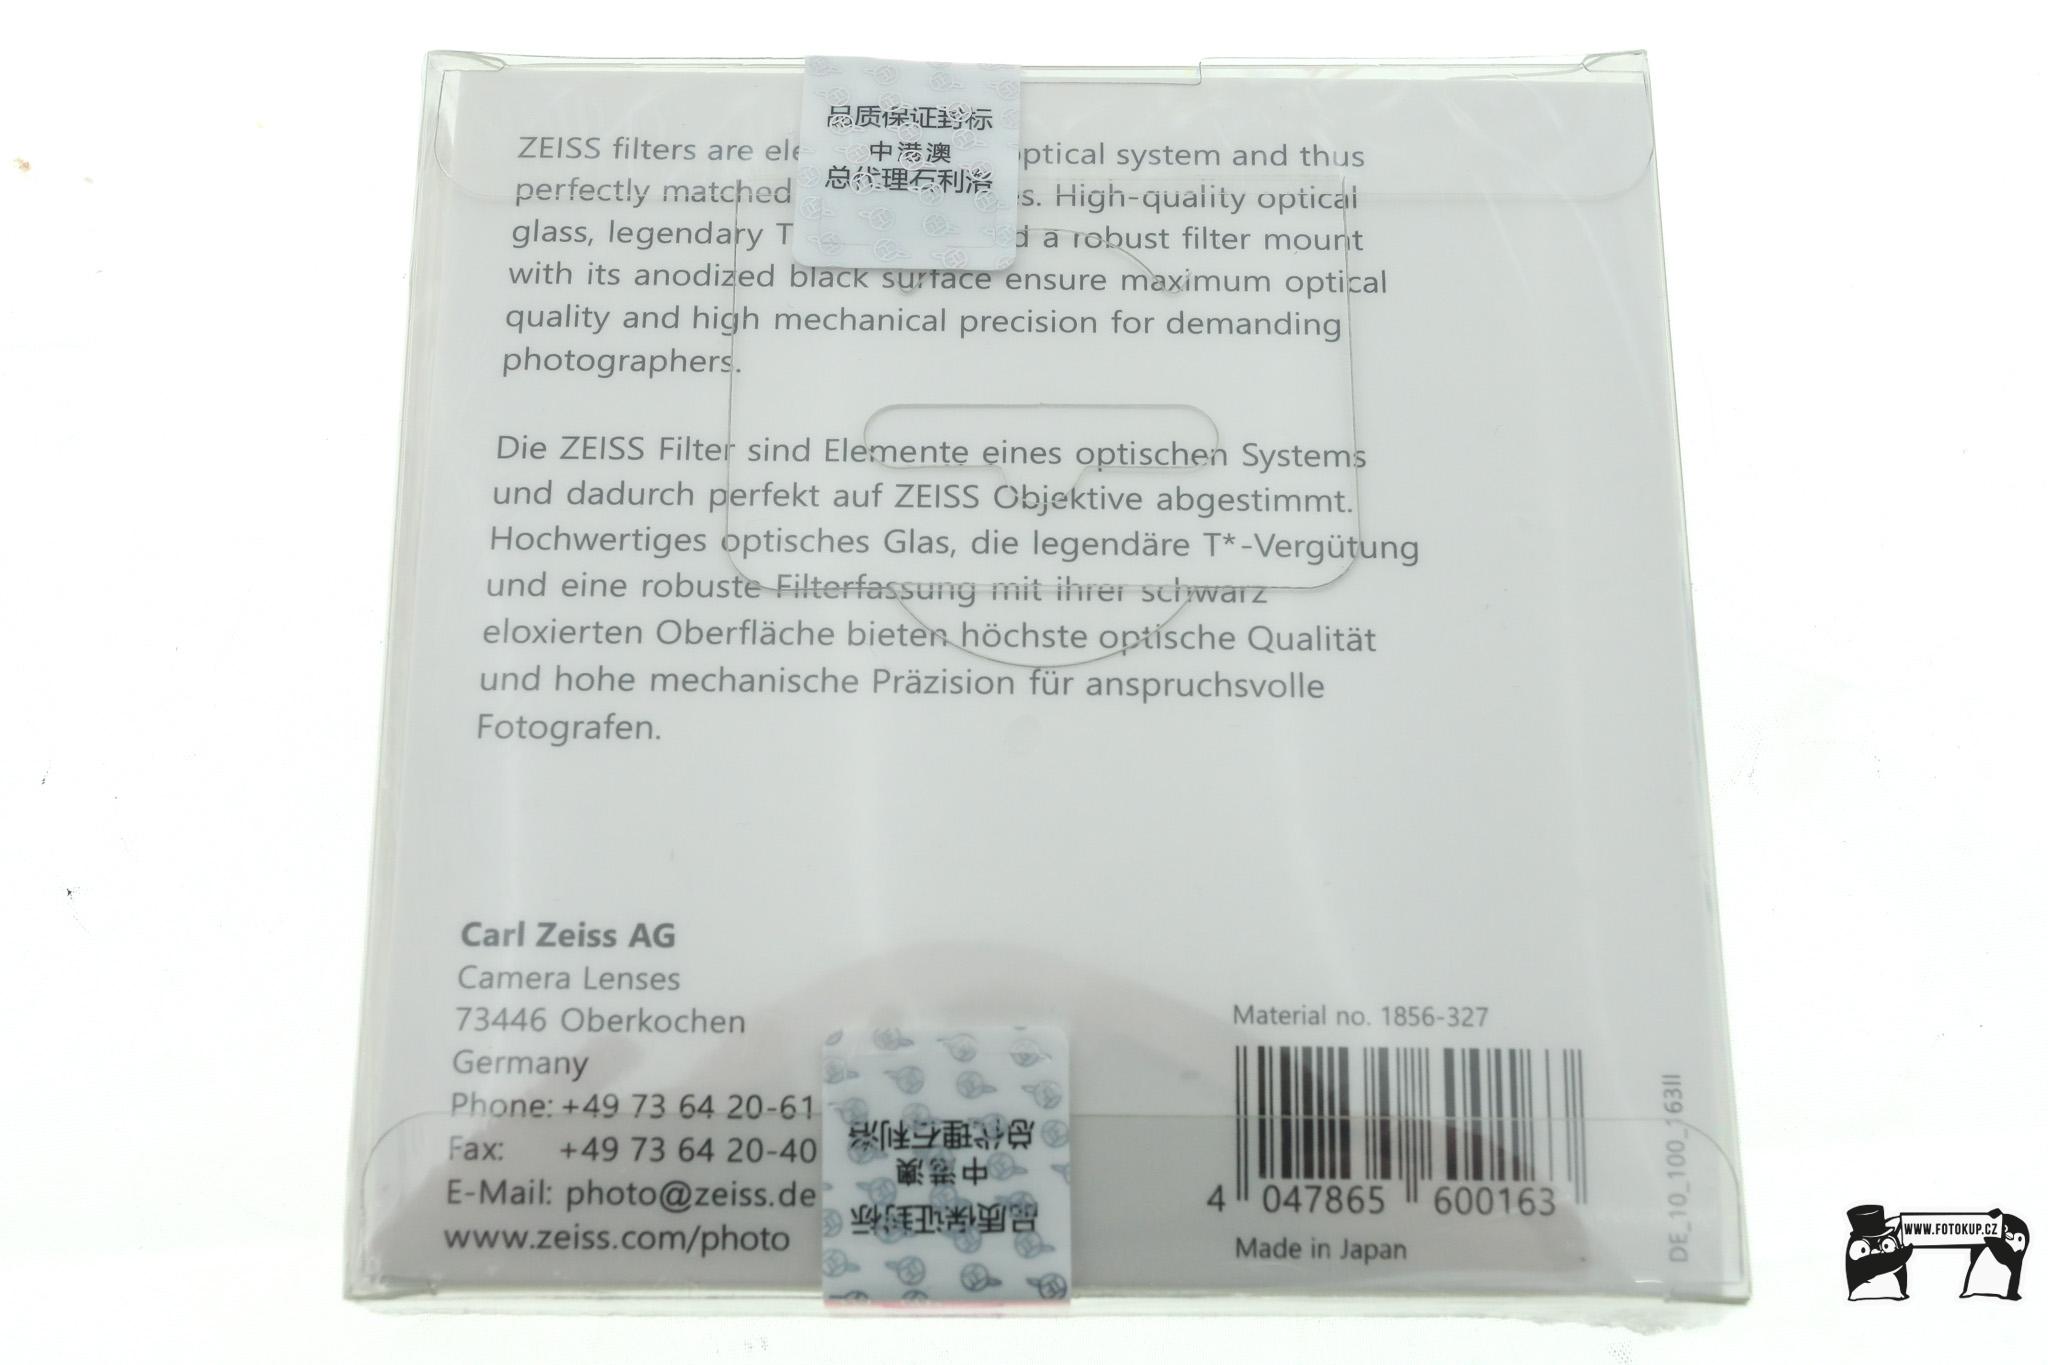 品质保证封标
中港澳
总代理石利洛
ZEISS filters are optical system and thus
perfectly matched High-quality optical
glass, legendary T a robust filter mount
with its anodized black surface ensure maximum optical
quality and high mechanical precision for demanding
photographers.
Die ZEISS Filter sind Elemente eines optischen Systems
und dadurch perfekt auf ZEISS Objektive abgestimmt.
Hochwertiges optisches Glas, die legendäre T*-Vergütung
und eine robuste Filterfassung mit ihrer schwarz
eloxierten Oberfläche bieten höchste optische Qualität
und hohe mechanische Präzision für anspruchsvolle
Fotografen.
Carl Zeiss AG
Camera Lenses
73446 Oberkochen
Germany
Phone: +49 73 64 20-61
Fax: +49 73 64 20-40
E-Mail: photo@zeiss.de
www.zeiss.com/photo
品质保证封标
中港澳
总代理石利洛
Material no. 1856-327
4 047865 600163
Made in Japan
DE_10_100_163II
WWW.FOTOKUP.CZ